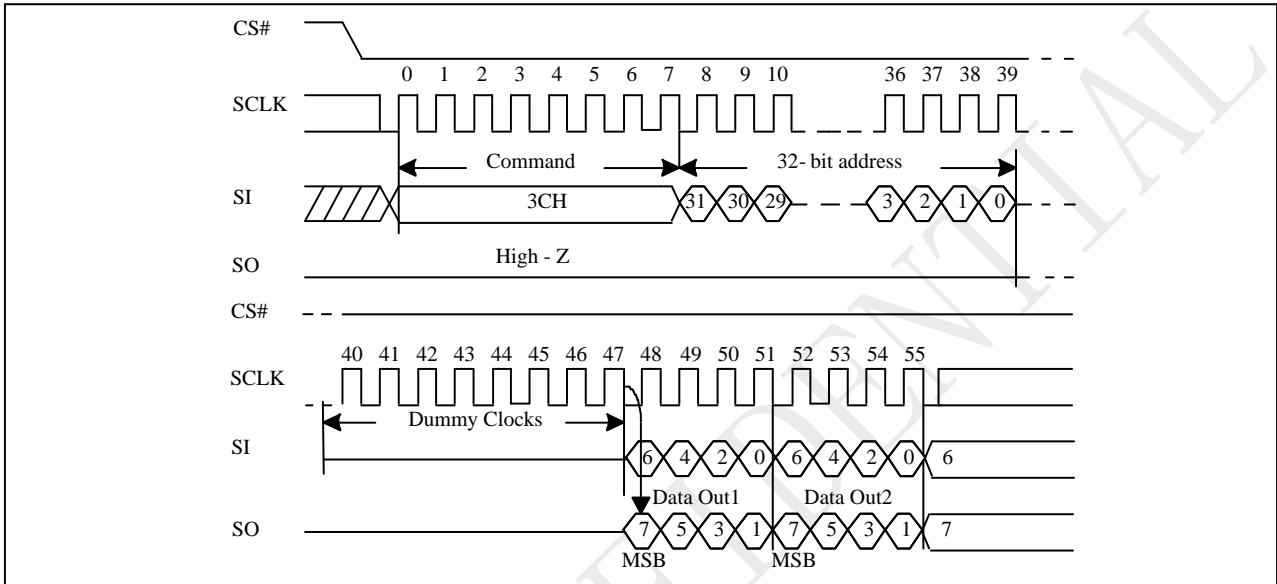 CS#
0 1 2 3 4 5 6 7 8 9 10 36 37 38 39
SCLK
Command 32- bit address
SI 3CH 31 30 29 3 2 1 0
High - Z
SO
CS#
40 41 42 43 44 45 46 47 48 49 50 51 52 53 54 55
SCLK
Dummy Clocks
SI 6 4 2 0 6 4 2 0 6
Data Out1 Data Out2
SO 7 5 3 1 7 5 3 1 7
MSB MSB